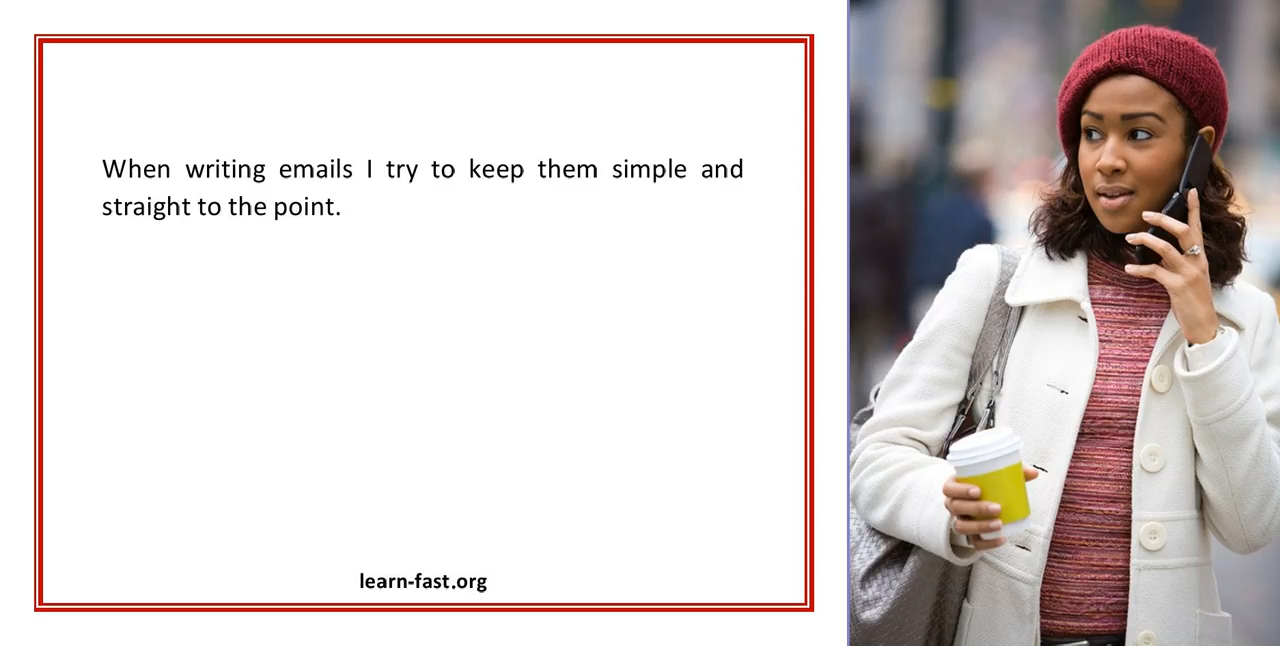 When writing emails I try to keep them simple and
straight to the point.
learn-fast.org